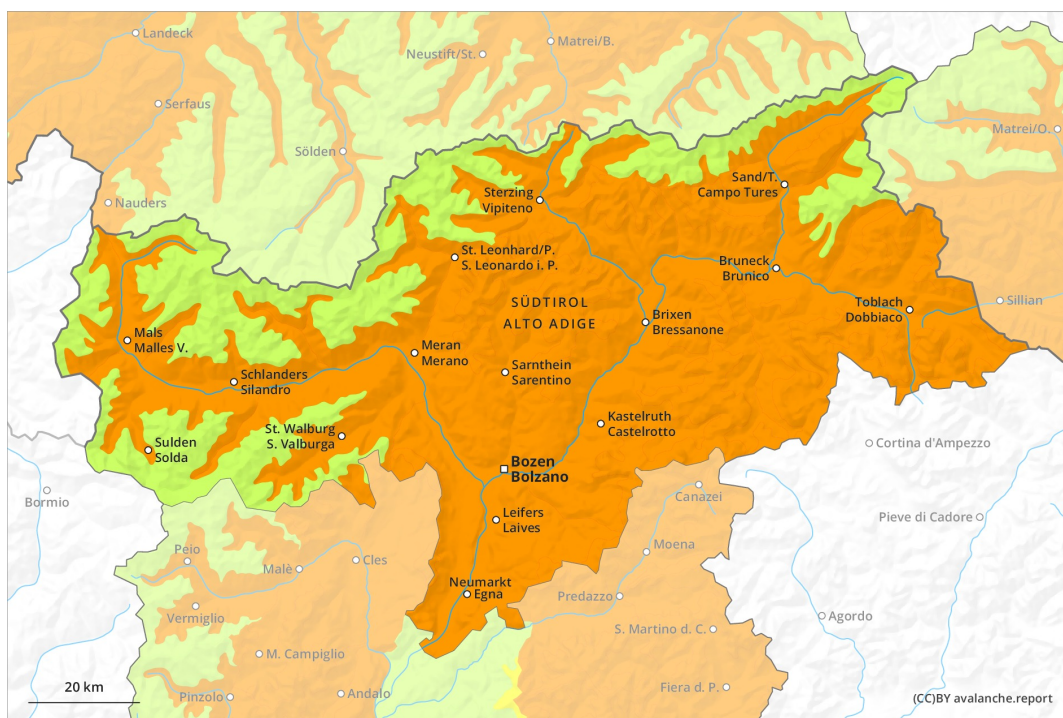 Landeck
Matrei/B.
Neustift/St.
Serfaus
Matrei/O.
Sölden
Sand/T.
Campo Tures
Sterzing
Vipiteno
Nauders
St. Leonhard/P.
S. Leonardo i. P.
Bruneck
Brunico
SÜDTIROL
ALTO ADIGE
Toblach
Dobbiaco
Sillian
Brixen
Bressanone
Mals
Malles V.
Meran
Merano
Sarnthein
Sarentino
Schlanders
Silandro
Kastelruth
Castelrotto
St. Walburg
S. Valburga
Sulden
Solda
Cortina d'Ampezzo
Bozen
Bolzano
Bormio
Canazei
Leifers
Laives
Pieve di Cadore
Moena
Peio
Cles
Malè
Neumarkt
Egna
Predazzo
Vermiglio
Agordo
S. Martino d. C.
M. Campiglio
20 km
Pinzolo
Andalo
Fiera d. P.
(CC)BY avalanche.report